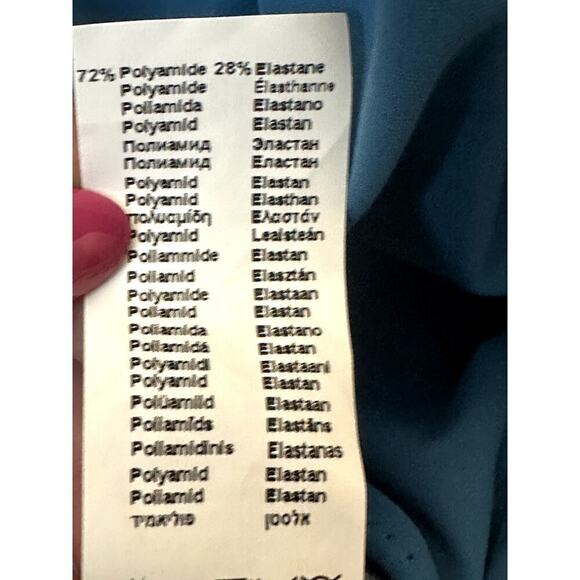 72% Polyamide 28% Elastane
Polyamide Élasthanne
Poliamida Elastano
Polyamid Elastan
Полиамид Эластан
Полиамид Еластан
Polyamid Elastan
Polyamid Elasthan
πολυαμίδη Ελαστάν
Polyamid Leaisteán
Poliammide Elastan
Poliamid Elasztán
Polyamide Elastaan
Poliamid Elastan
Poliamida Elastano
Poliamidă Elastan
Polyamidi Elastaani
Polyamid Elastan
Polüamiid Elastaan
Poliamīds Elastāns
Poliamidinis Elastanas
Polyamid Elastan
Poliamid Elastan
פוליאמיד אלסטן